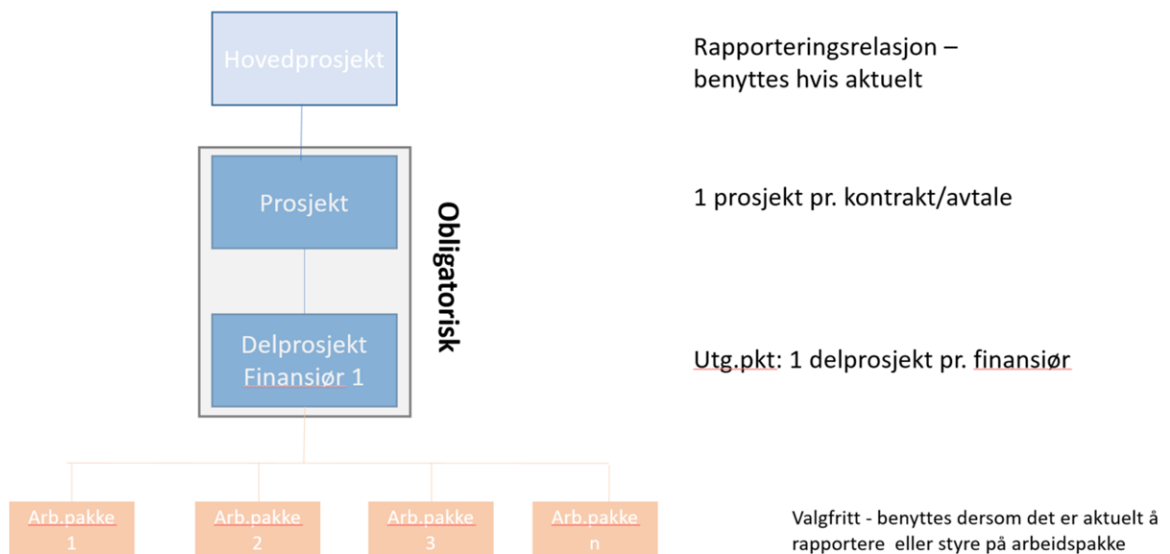 Hovedprosjekt
Rapporteringsrelasjon –
benyttes hvis aktuelt
Prosjekt
1 prosjekt pr. kontrakt/avtale
Obligatorisk
Delprosjekt
Finansiør 1
Utg.pkt: 1 delprosjekt pr. finansiør
Arb.pakke
1
Arb.pakke
2
Arb.pakke
3
Arb.pakke
n
Valgfritt - benyttes dersom det er aktuelt å
rapportere eller styre på arbeidspakke